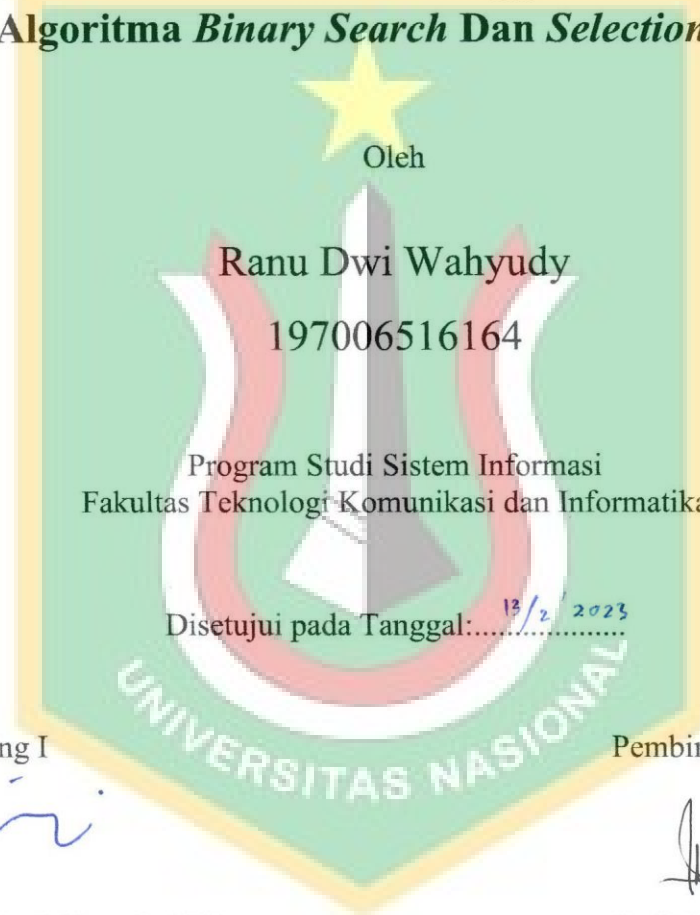 Algoritma Binary Search Dan Selection
Oleh
Ranu Dwi Wahyudy
197006516164
Program Studi Sistem Informasi
Fakultas Teknologi Komunikasi dan Informatika
Disetujui pada Tanggal:....13/2/2023....
UNIVERSITAS NASIONAL
ng I Pembim